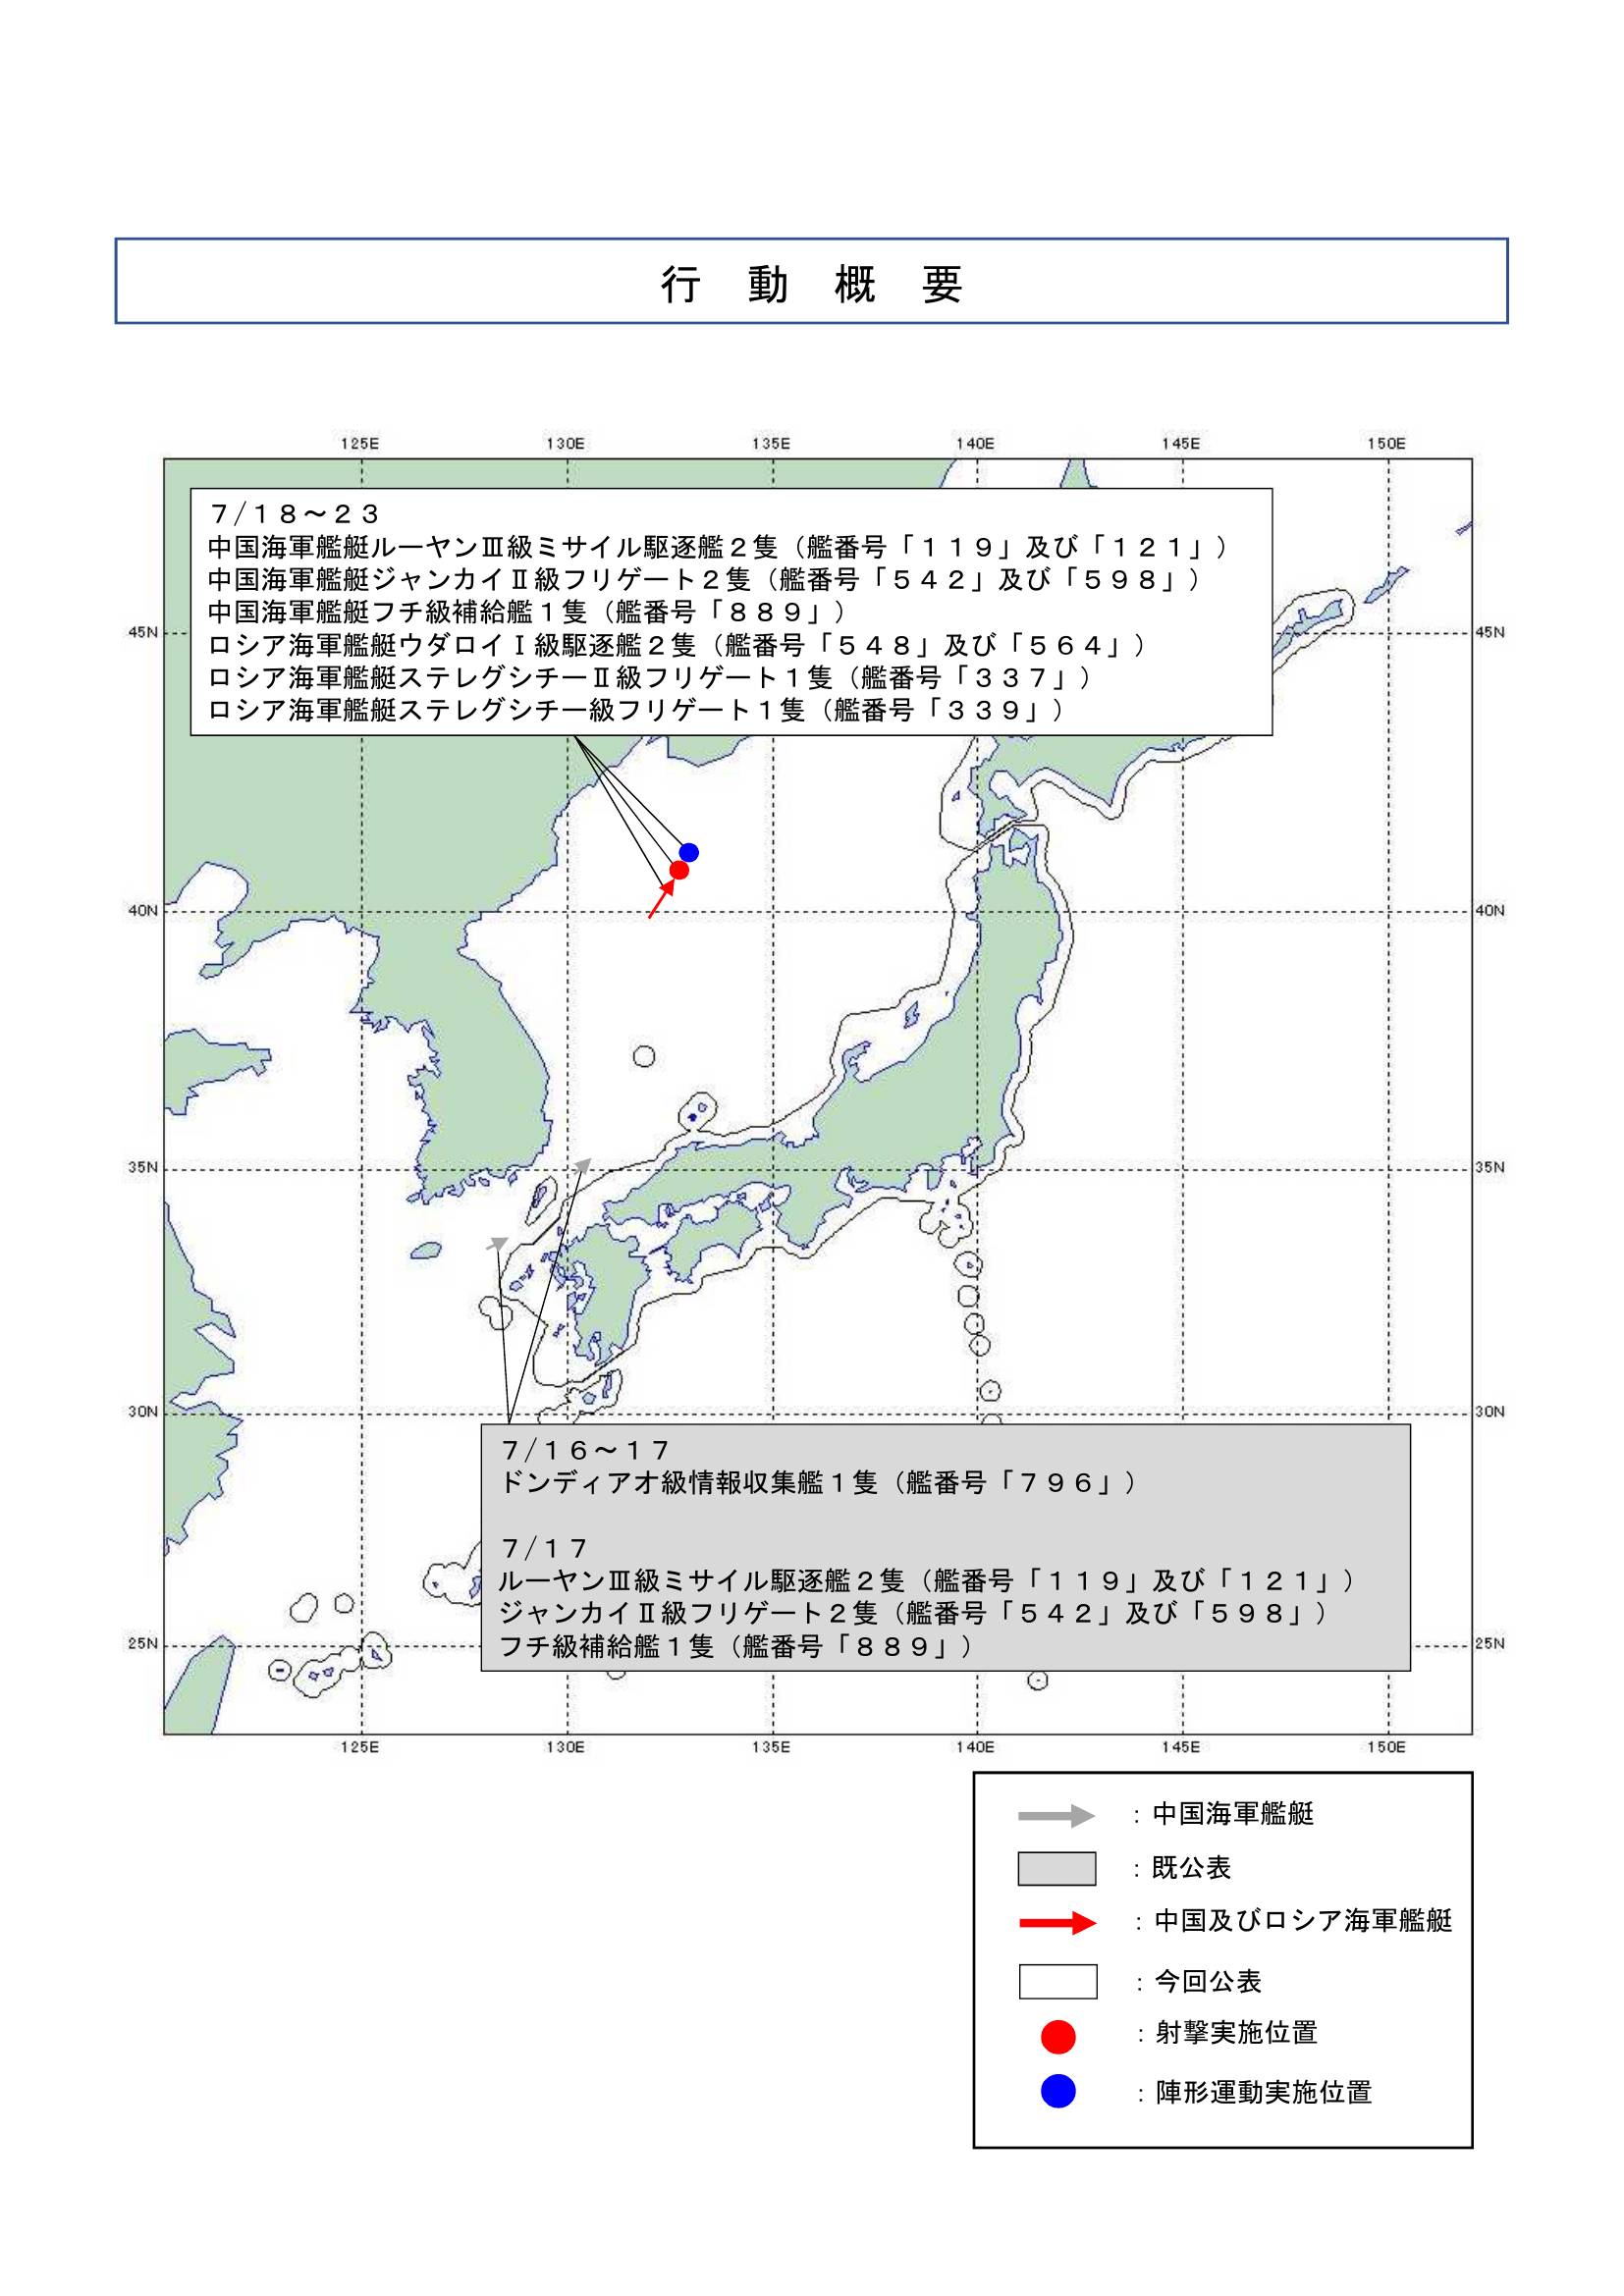 行　動　概　要
125E 130E 135E 140E 145E 150E
７/１８～２３
中国海軍艦艇ルーヤンⅢ級ミサイル駆逐艦２隻（艦番号「１１９」及び「１２１」）
中国海軍艦艇ジャンカイⅡ級フリゲート２隻（艦番号「５４２」及び「５９８」）
中国海軍艦艇フチ級補給艦１隻（艦番号「８８９」）
ロシア海軍艦艇ウダロイⅠ級駆逐艦２隻（艦番号「５４８」及び「５６４」）
ロシア海軍艦艇ステレグシチーⅡ級フリゲート１隻（艦番号「３３７」）
ロシア海軍艦艇ステレグシチー級フリゲート１隻（艦番号「３３９」）
45N 45N
40N 40N
35N 35N
30N 30N
７/１６～１７
ドンディアオ級情報収集艦１隻（艦番号「７９６」）
７/１７
ルーヤンⅢ級ミサイル駆逐艦２隻（艦番号「１１９」及び「１２１」）
ジャンカイⅡ級フリゲート２隻（艦番号「５４２」及び「５９８」）
フチ級補給艦１隻（艦番号「８８９」）
25N 25N
125E 130E 135E 140E 145E 150E
：中国海軍艦艇
：既公表
：中国及びロシア海軍艦艇
：今回公表
：射撃実施位置
：陣形運動実施位置